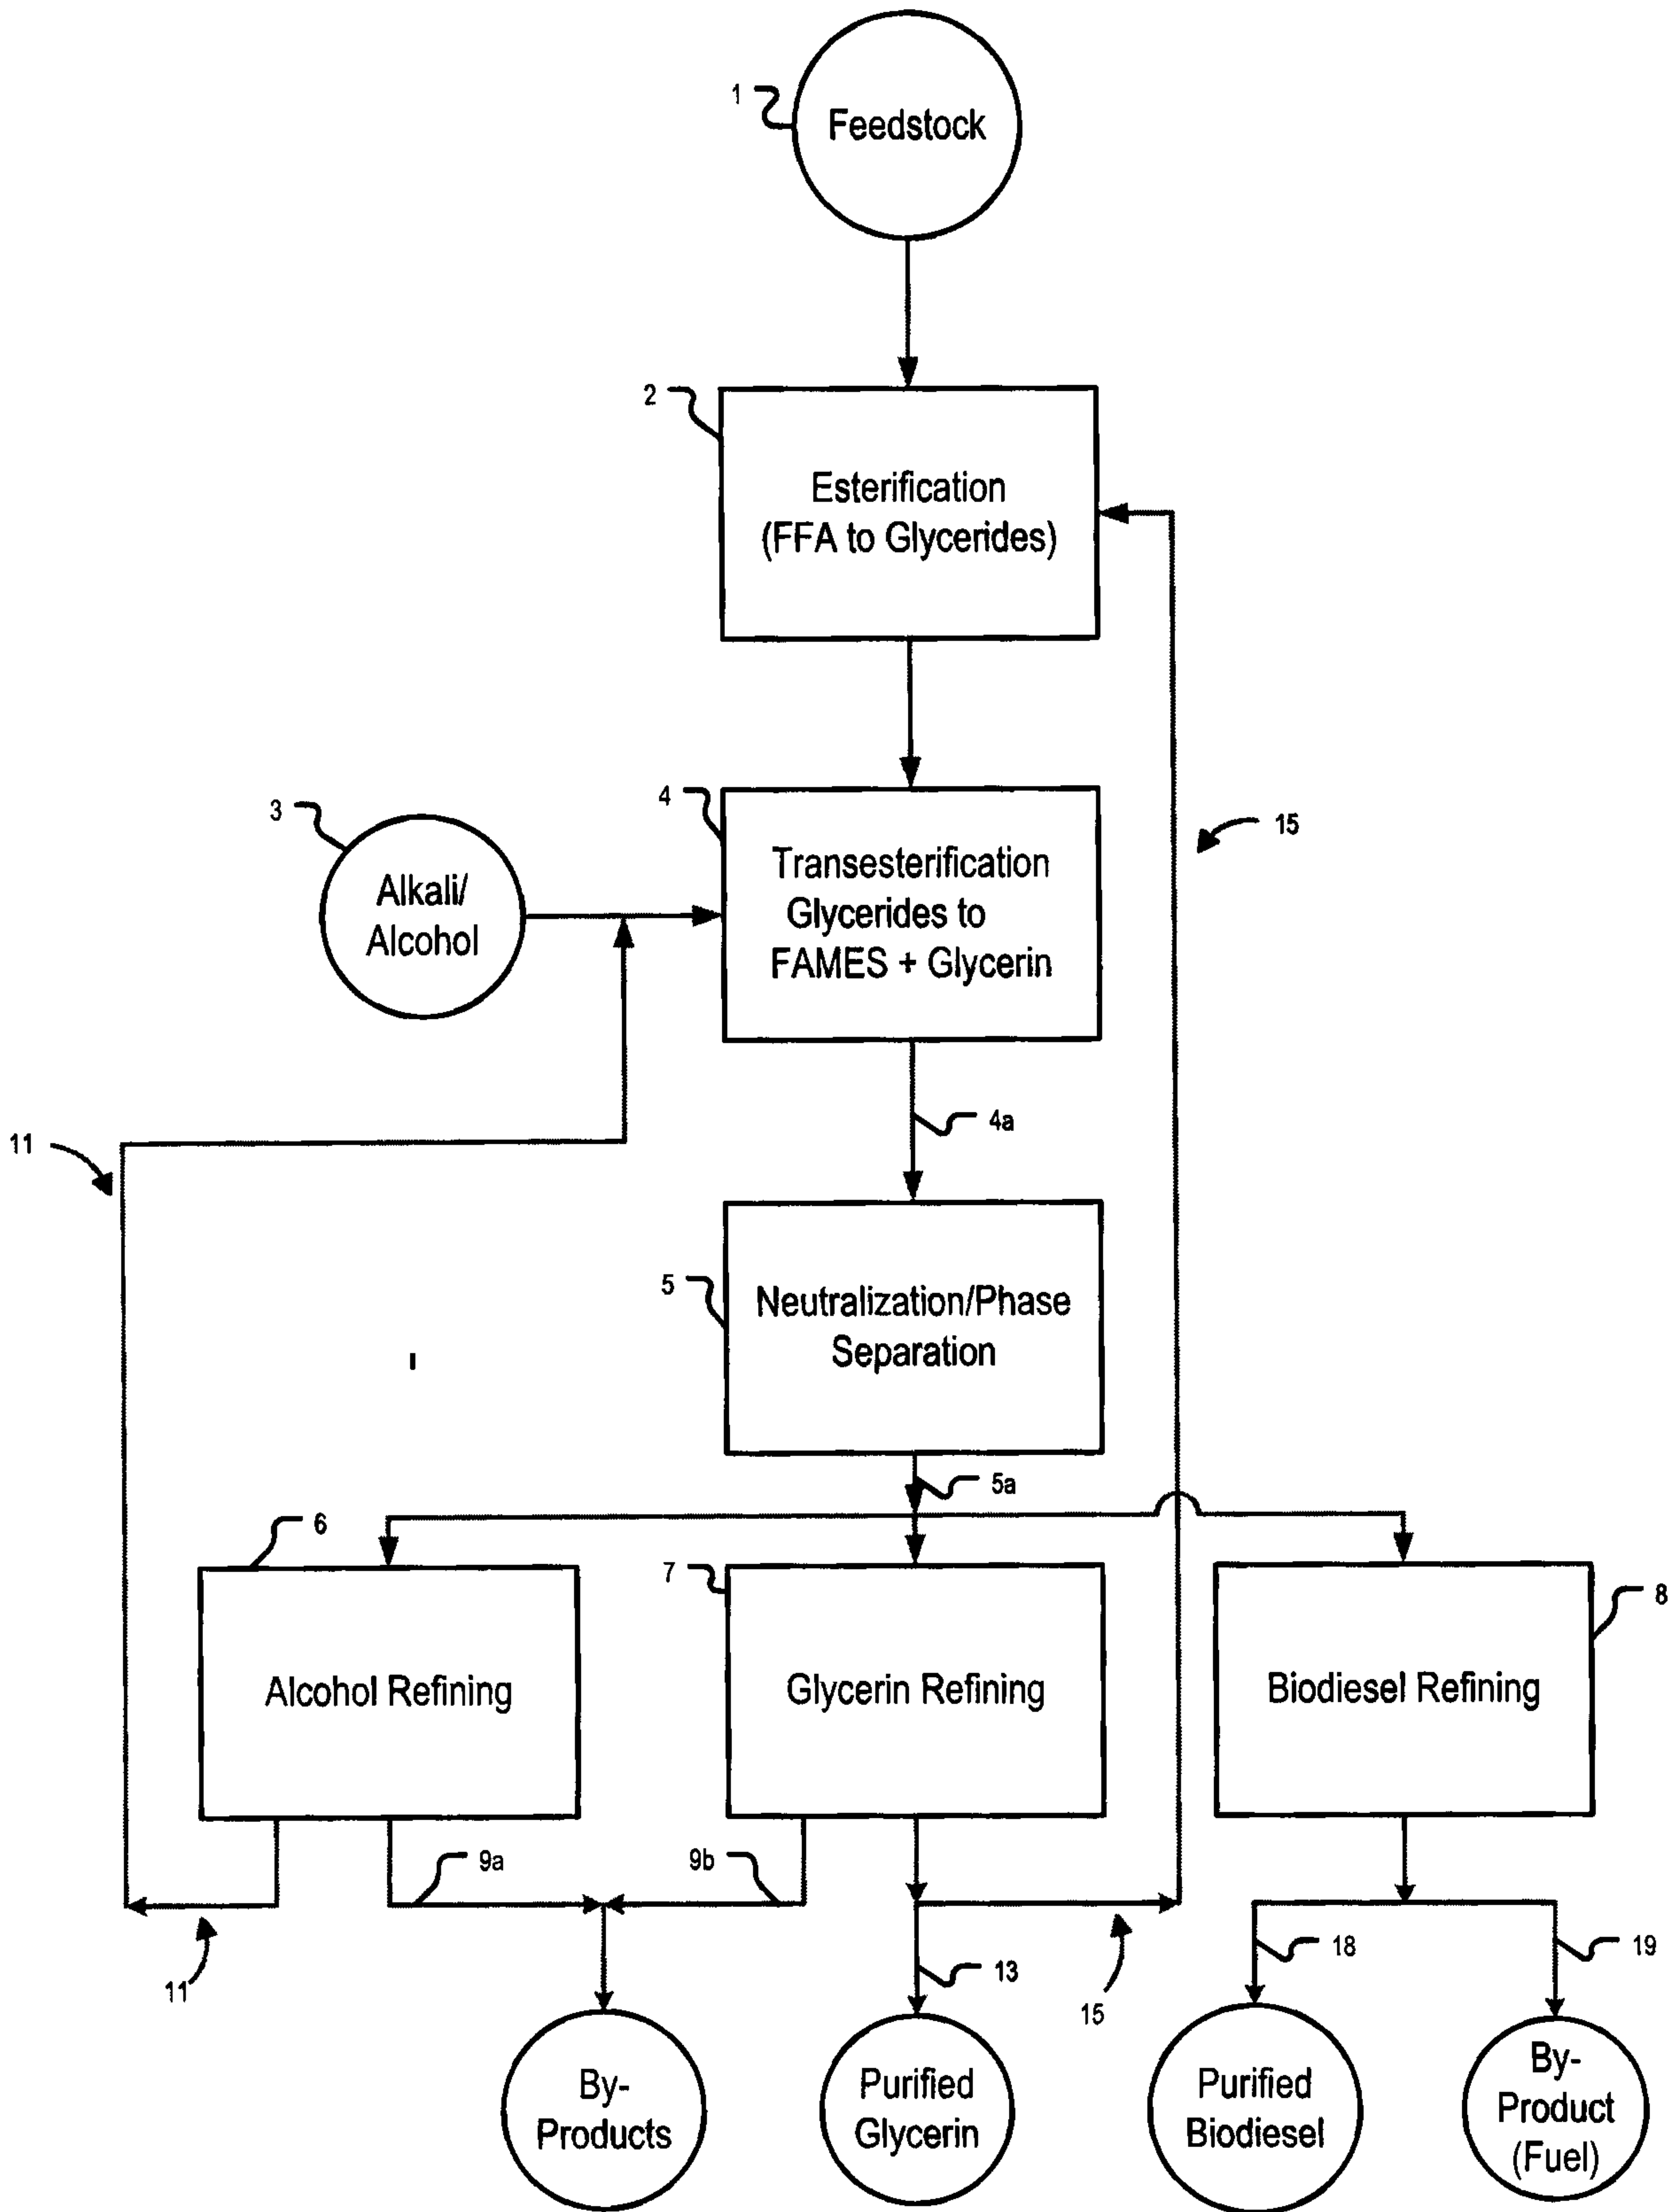 1
Feedstock
2
Esterification
(FFA to Glycerides)
3
Alkali/
Alcohol
4
Transesterification
Glycerides to
FAMES + Glycerin
15
11
4a
5
Neutralization/Phase
Separation
5a
6
Alcohol Refining
7
Glycerin Refining
8
Biodiesel Refining
9a
9b
11
13
15
18
19
By-
Products
Purified
Glycerin
Purified
Biodiesel
By-
Product
(Fuel)